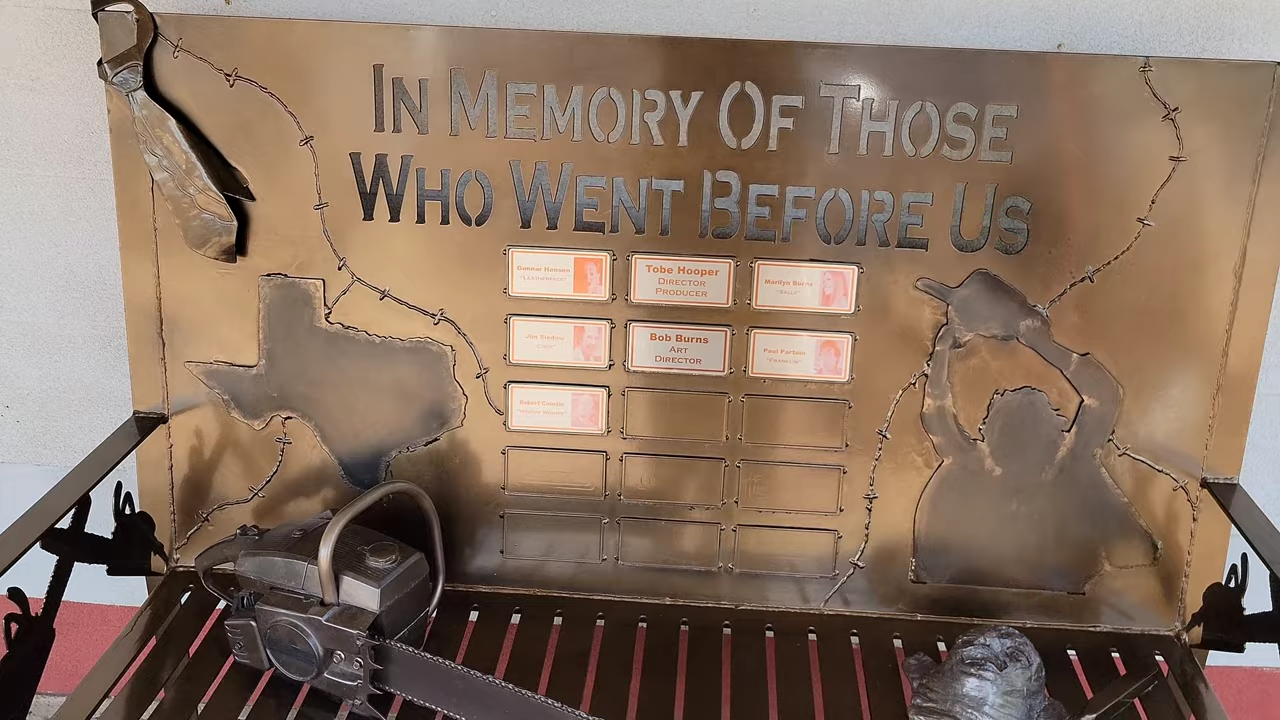 IN MEMORY OF THOSE
WHO WENT BEFORE US
Gunnar Hansen
"LEATHERFACE"
Tobe Hooper
DIRECTOR
PRODUCER
Marilyn Burns
"SALLY"
Jim Siedow
"COOK"
Bob Burns
ART
DIRECTOR
Paul Partain
"FRANKLIN"
Robert Courtin